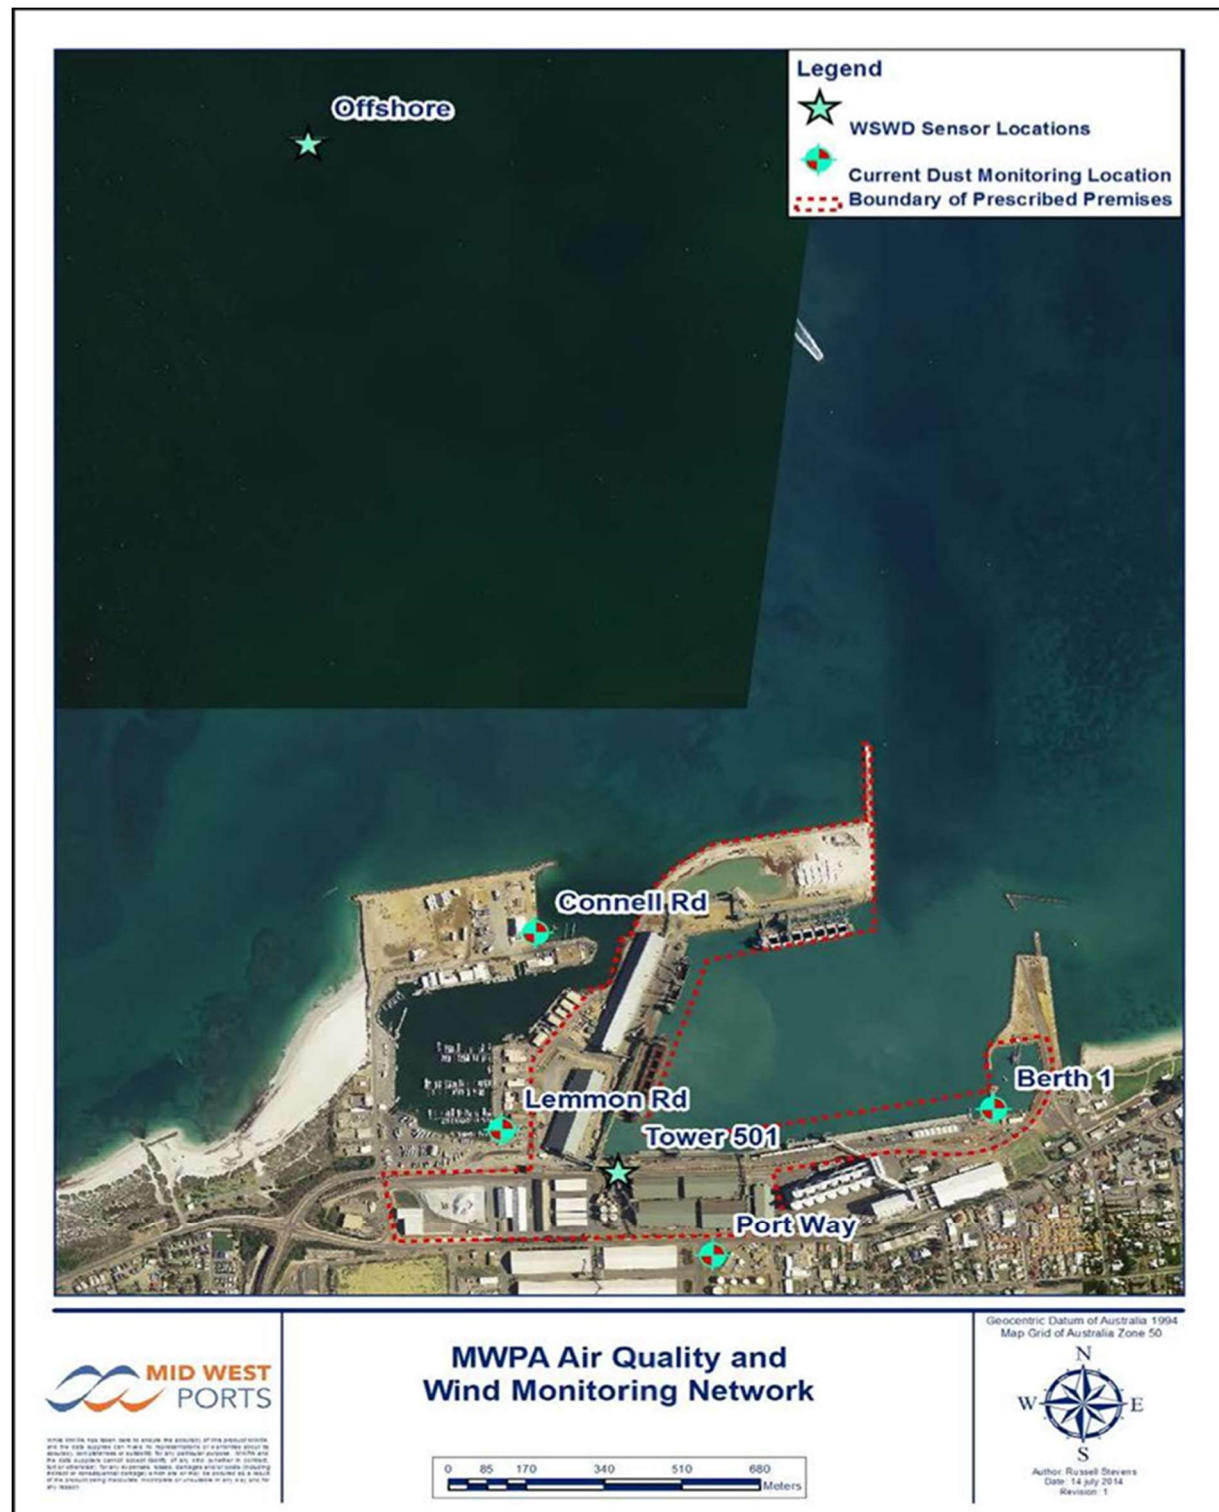 Offshore
Legend
WSWD Sensor Locations
Current Dust Monitoring Location
Boundary of Prescribed Premises
Connell Rd
Berth 1
Lemmon Rd
Tower 501
Port Way
MID WEST
PORTS
MWPA Air Quality and
Wind Monitoring Network
0 85 170 340 510 680
Meters
Geocentric Datum of Australia 1994
Map Grid of Australia Zone 50
N
W E
S
Author: Russell Stevens
Date: 14 july 2014
Revision: 1